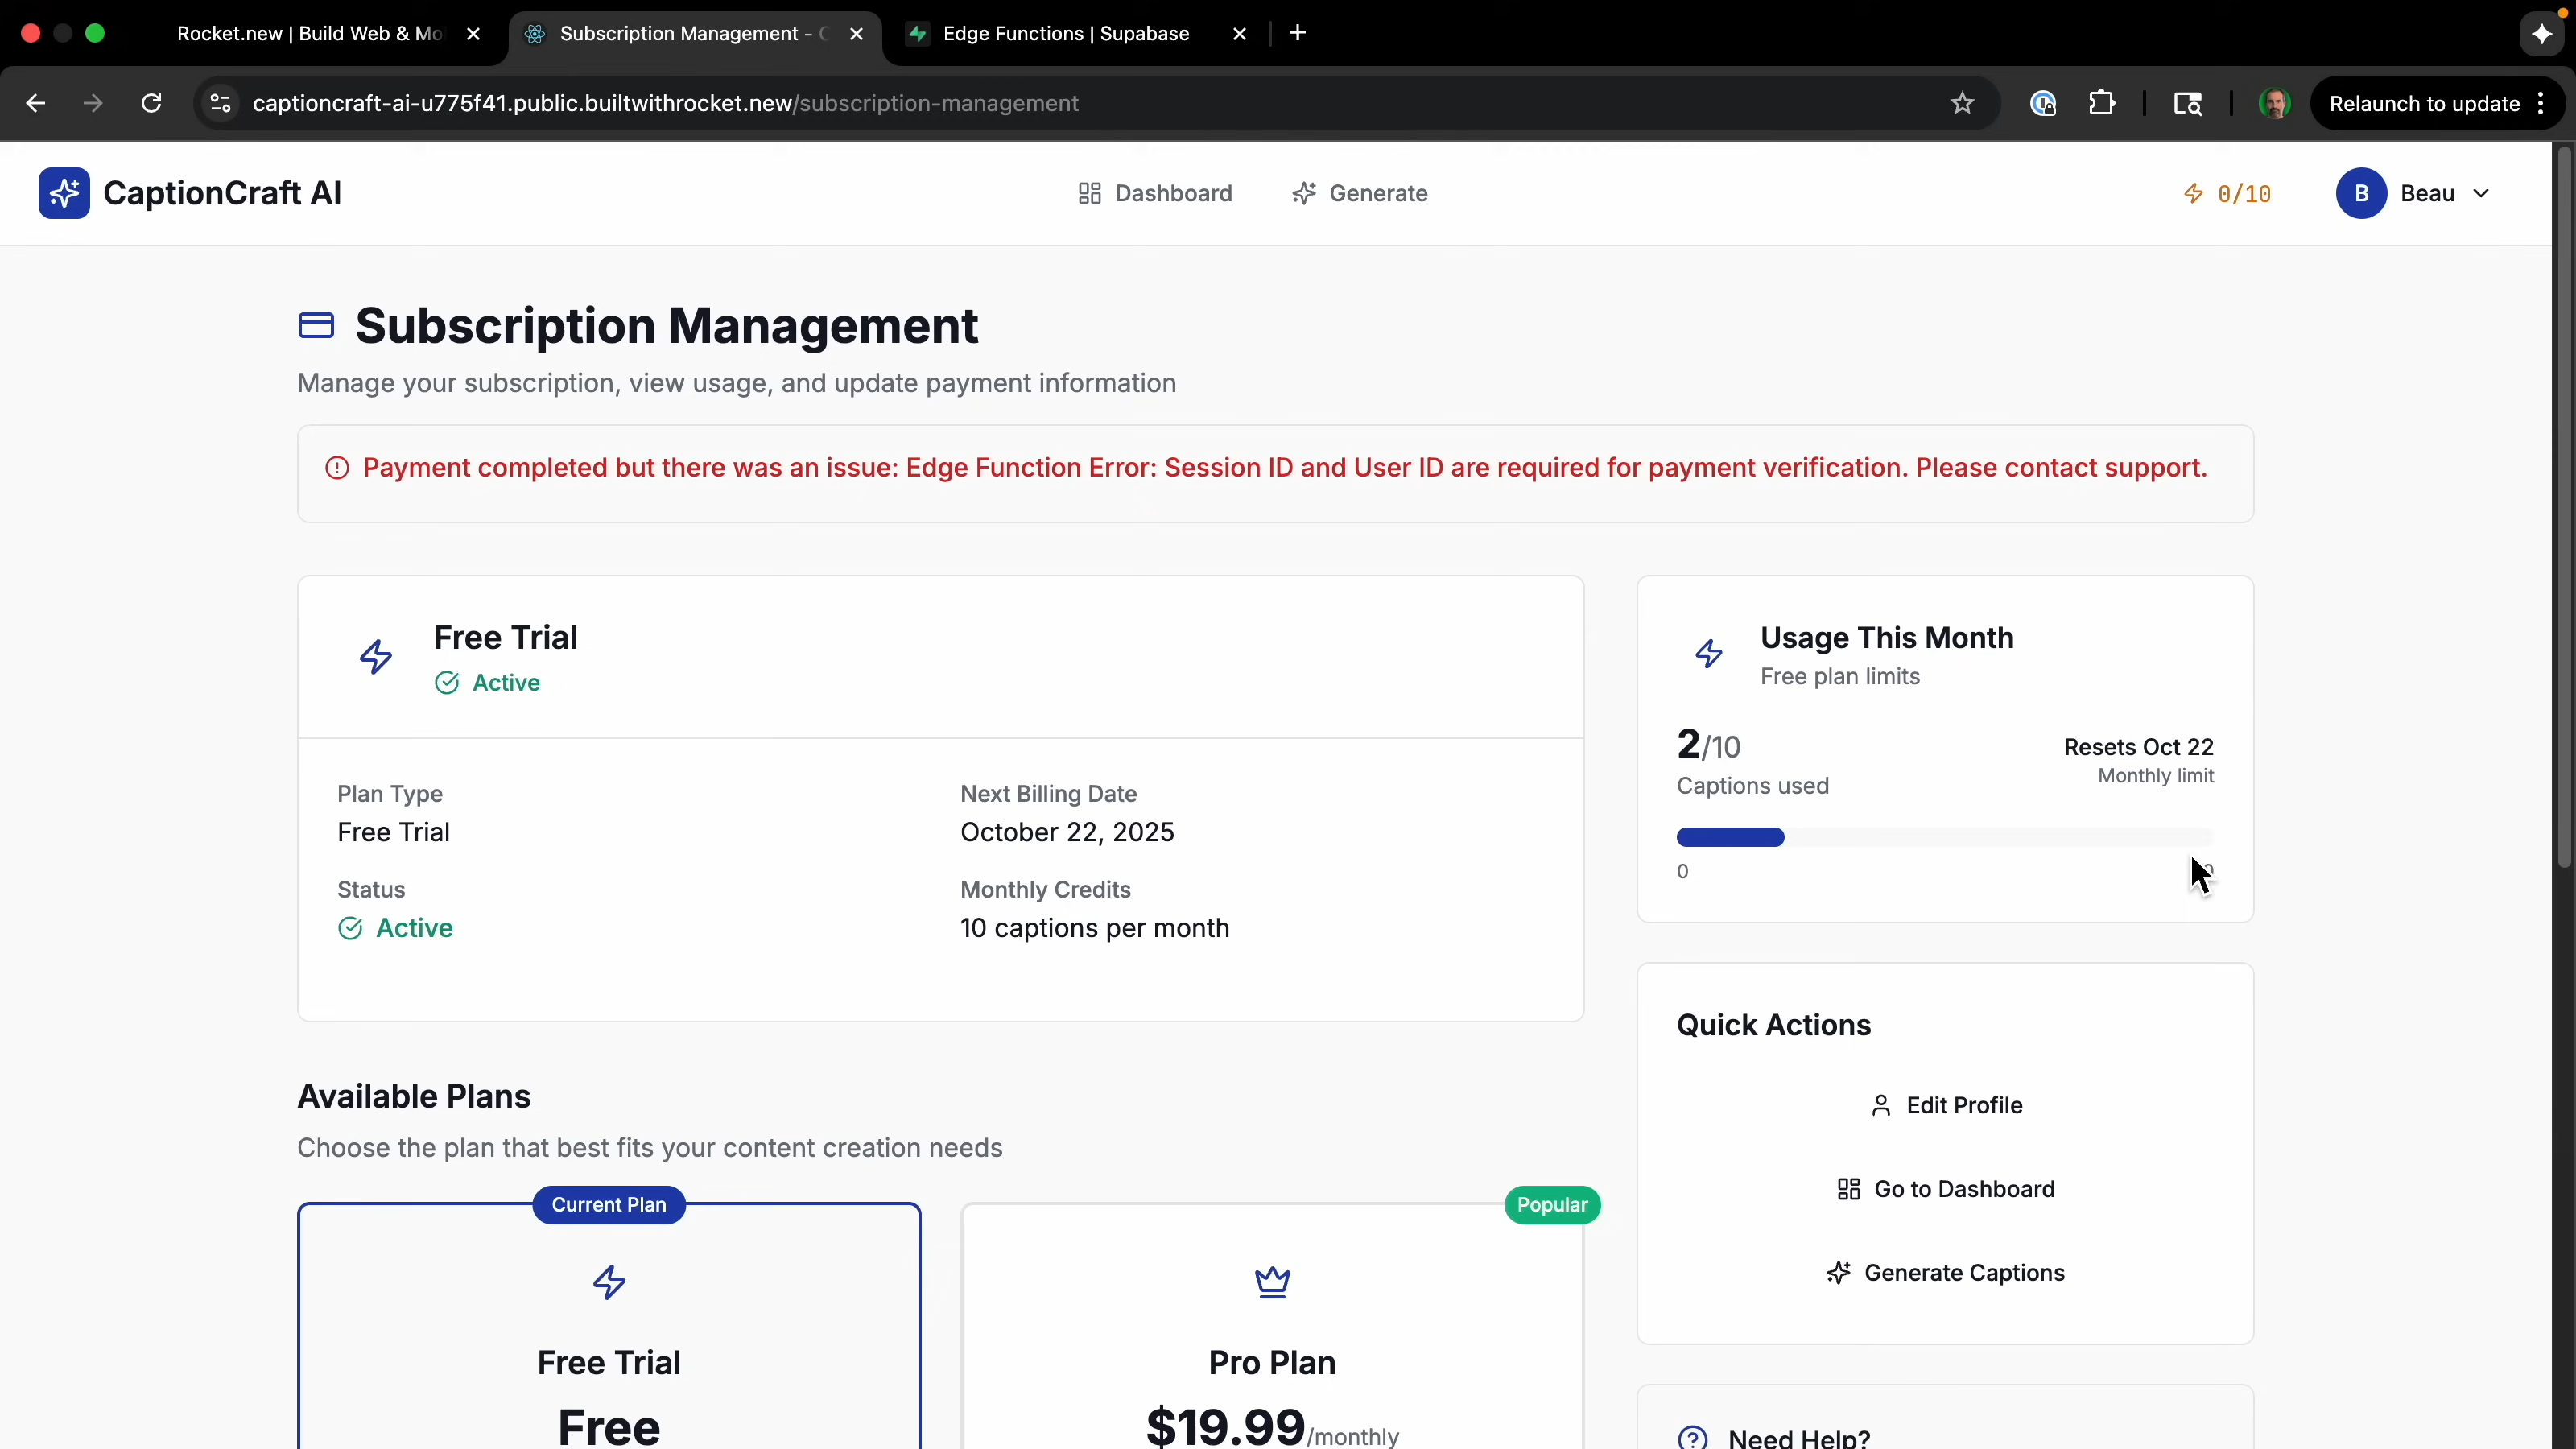 Rocket.new | Build Web & Mo
Subscription Management - C
Edge Functions | Supabase
captioncraft-ai-u775f41.public.builtwithrocket.new/subscription-management
Relaunch to update
CaptionCraft AI
Dashboard
Generate
0/10
B
Beau
Subscription Management
Manage your subscription, view usage, and update payment information
Payment completed but there was an issue: Edge Function Error: Session ID and User ID are required for payment verification. Please contact support.
Free Trial
Active
Plan Type
Free Trial
Next Billing Date
October 22, 2025
Status
Active
Monthly Credits
10 captions per month
Usage This Month
Free plan limits
2/10
Captions used
Resets Oct 22
Monthly limit
0
Quick Actions
Edit Profile
Go to Dashboard
Generate Captions
Available Plans
Choose the plan that best fits your content creation needs
Current Plan
Free Trial
Free
Popular
Pro Plan
$19.99/monthly
Need Help?